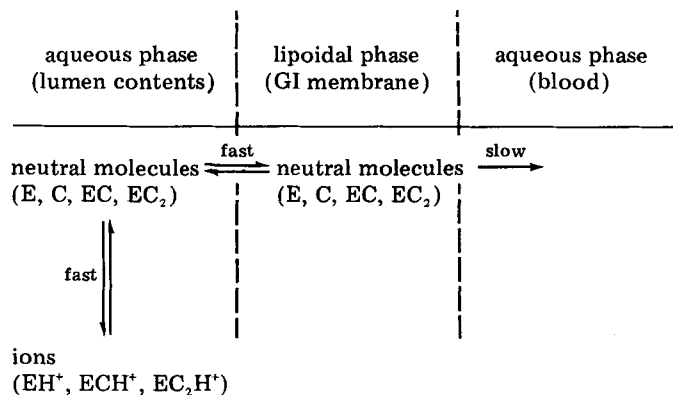 aqueous phase
(lumen contents)
lipoidal phase
(GI membrane)
aqueous phase
(blood)
neutral molecules
(E, C, EC, EC₂)
fast
neutral molecules
(E, C, EC, EC₂)
slow
fast
ions
(EH⁺, ECH⁺, EC₂H⁺)